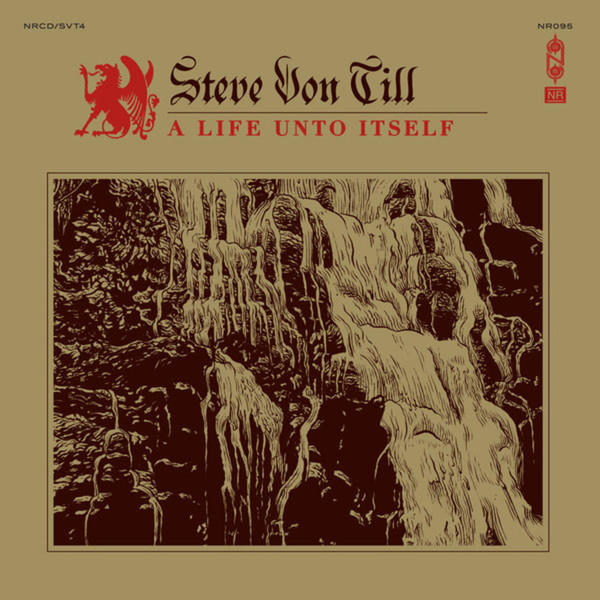 NRCD/SVT4
NR095
Steve Von Till
A LIFE UNTO ITSELF
NR